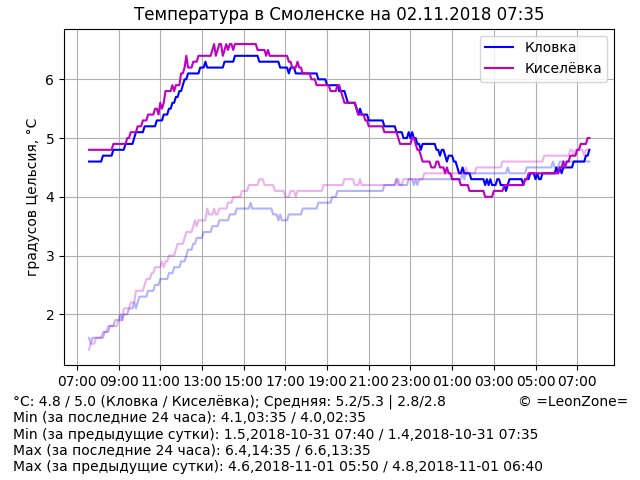 Температура в Смоленске на 02.11.2018 07:35
Кловка
Киселёвка
градусов Цельсия, °C
6
5
4
3
2
07:00 09:00 11:00 13:00 15:00 17:00 19:00 21:00 23:00 01:00 03:00 05:00 07:00
°C: 4.8 / 5.0 (Кловка / Киселёвка); Средняя: 5.2/5.3 | 2.8/2.8 © =LeonZone=
Min (за последние 24 часа): 4.1,03:35 / 4.0,02:35
Min (за предыдущие сутки): 1.5,2018-10-31 07:40 / 1.4,2018-10-31 07:35
Max (за последние 24 часа): 6.4,14:35 / 6.6,13:35
Max (за предыдущие сутки): 4.6,2018-11-01 05:50 / 4.8,2018-11-01 06:40